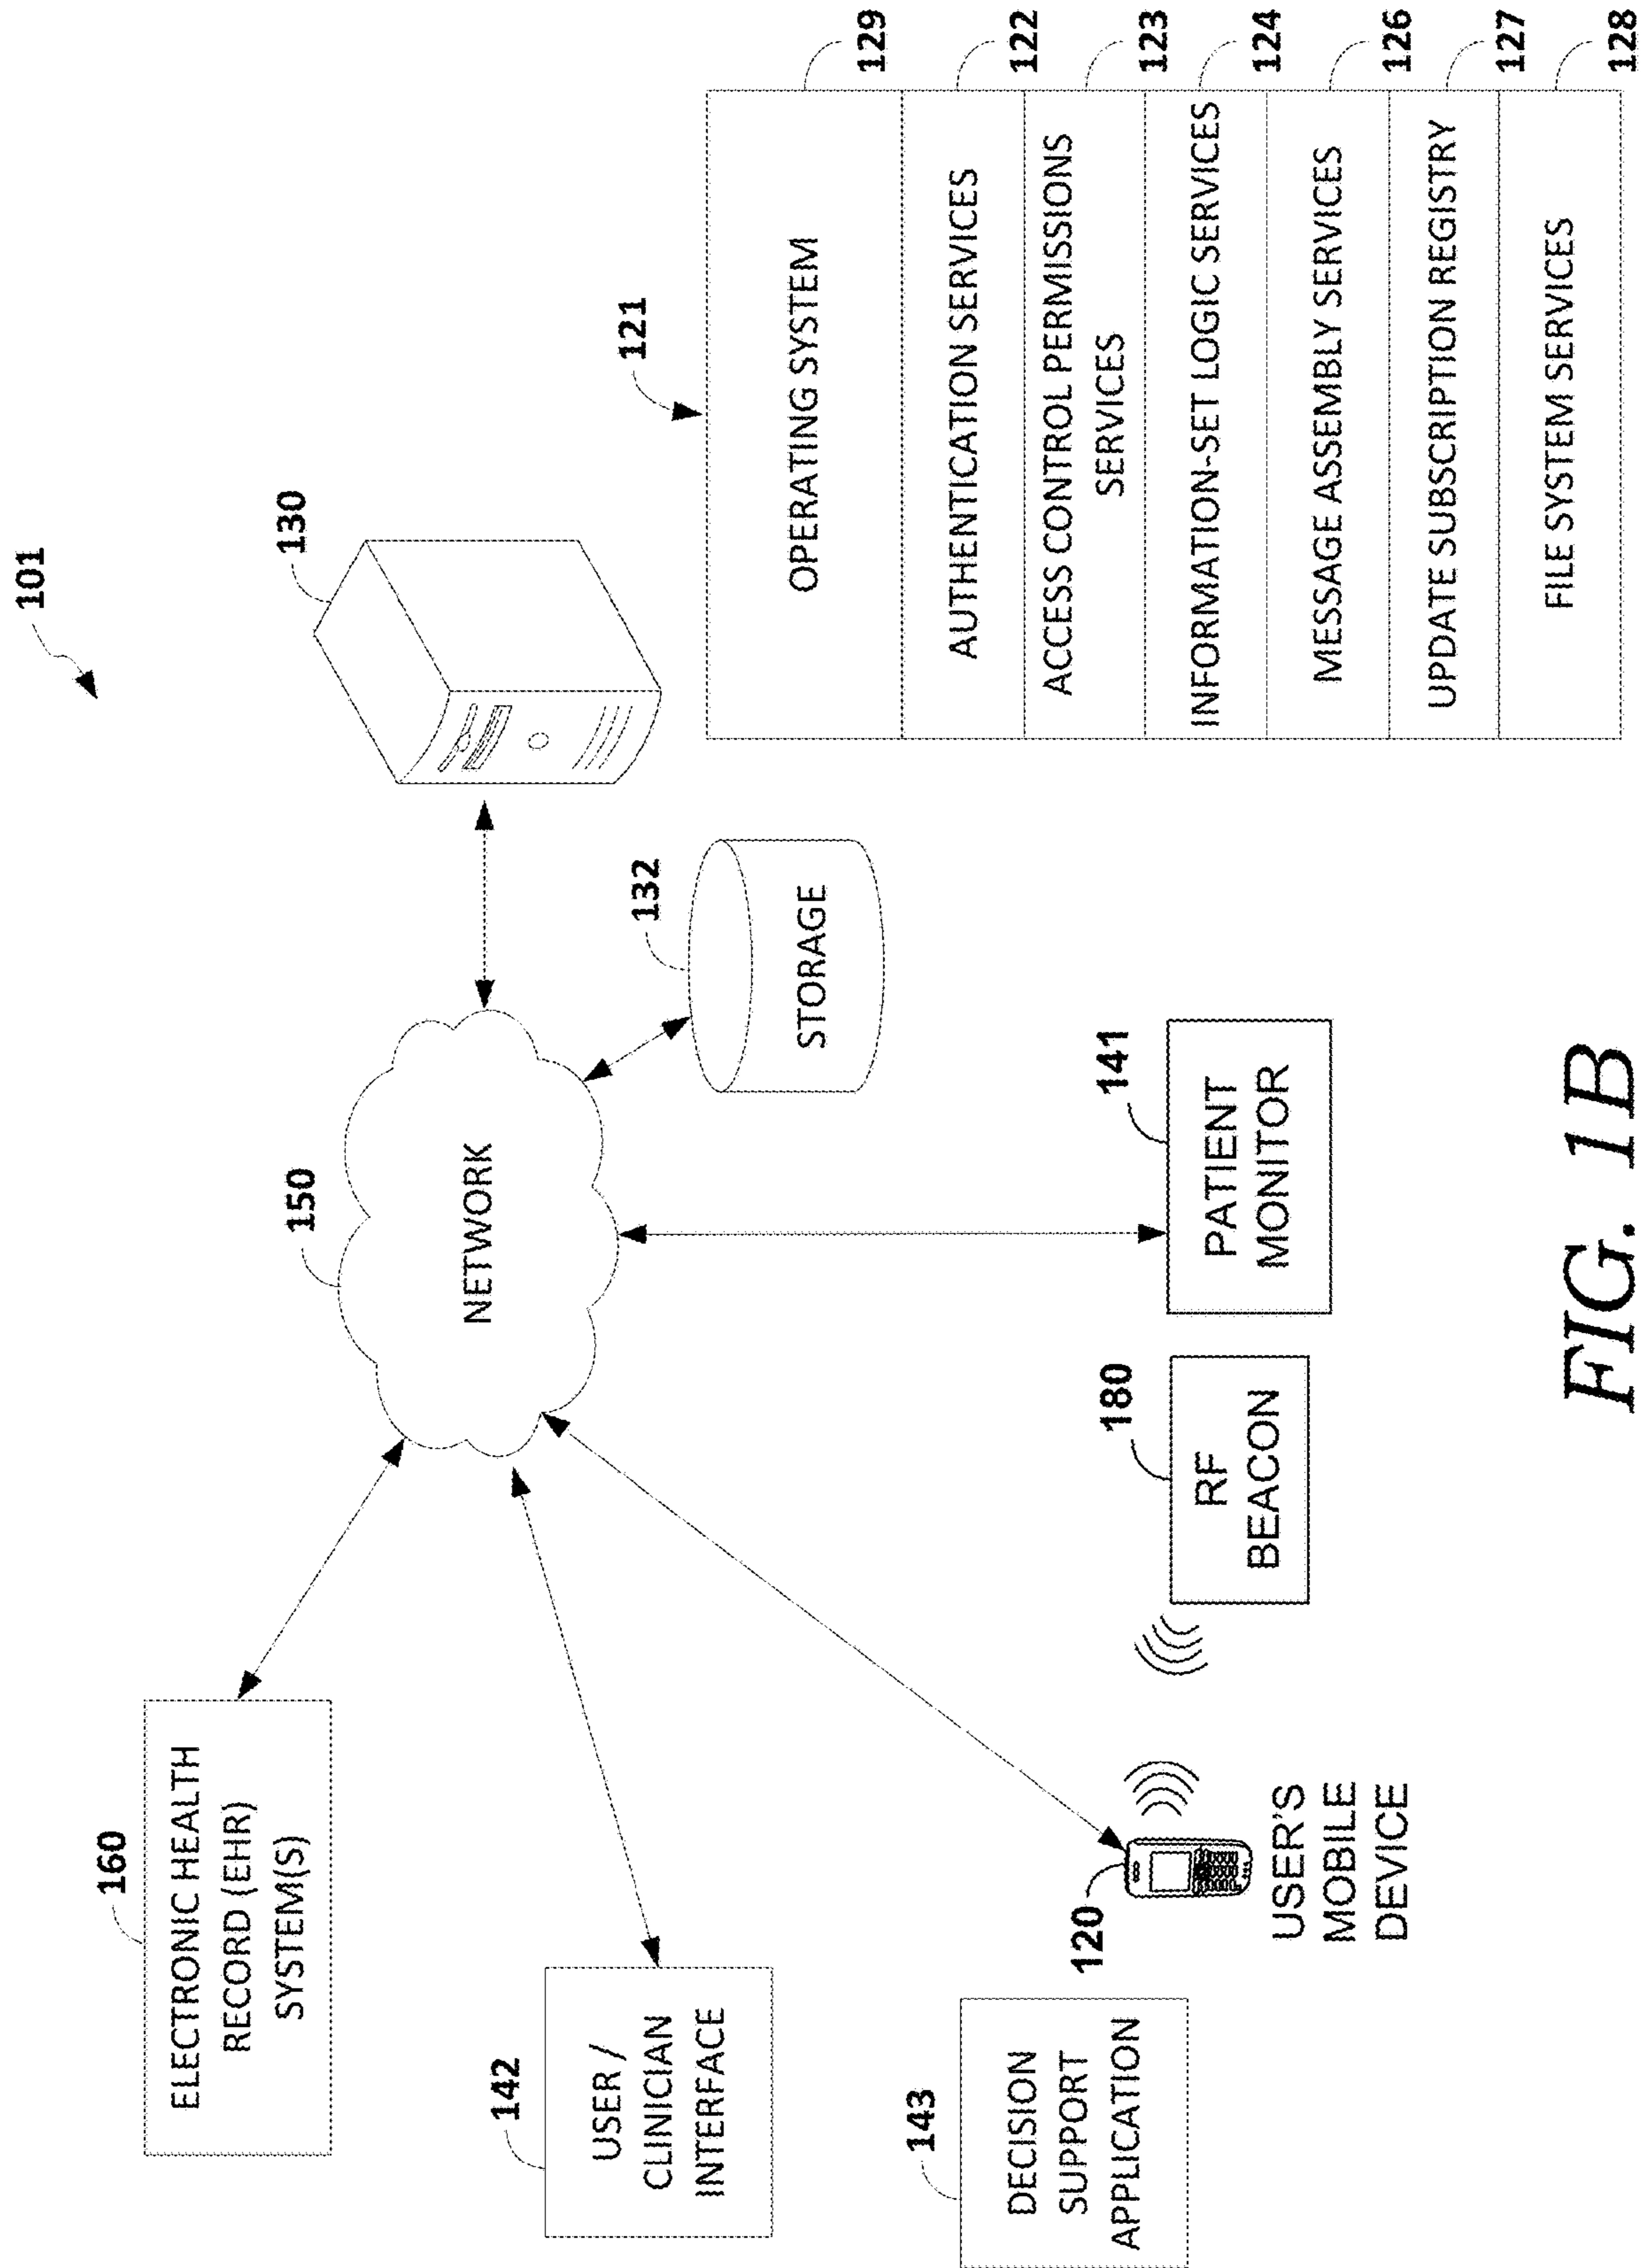 101
160
ELECTRONIC HEALTH
RECORD (EHR)
SYSTEM(S)
150
NETWORK
130
142
USER /
CLINICIAN
INTERFACE
132
STORAGE
121
143
DECISION
SUPPORT
APPLICATION
120
USER'S
MOBILE
DEVICE
180
RF
BEACON
141
PATIENT
MONITOR
OPERATING SYSTEM
129
AUTHENTICATION SERVICES
122
ACCESS CONTROL PERMISSIONS
SERVICES
123
INFORMATION-SET LOGIC SERVICES
124
MESSAGE ASSEMBLY SERVICES
126
UPDATE SUBSCRIPTION REGISTRY
127
FILE SYSTEM SERVICES
128
FIG. 1B